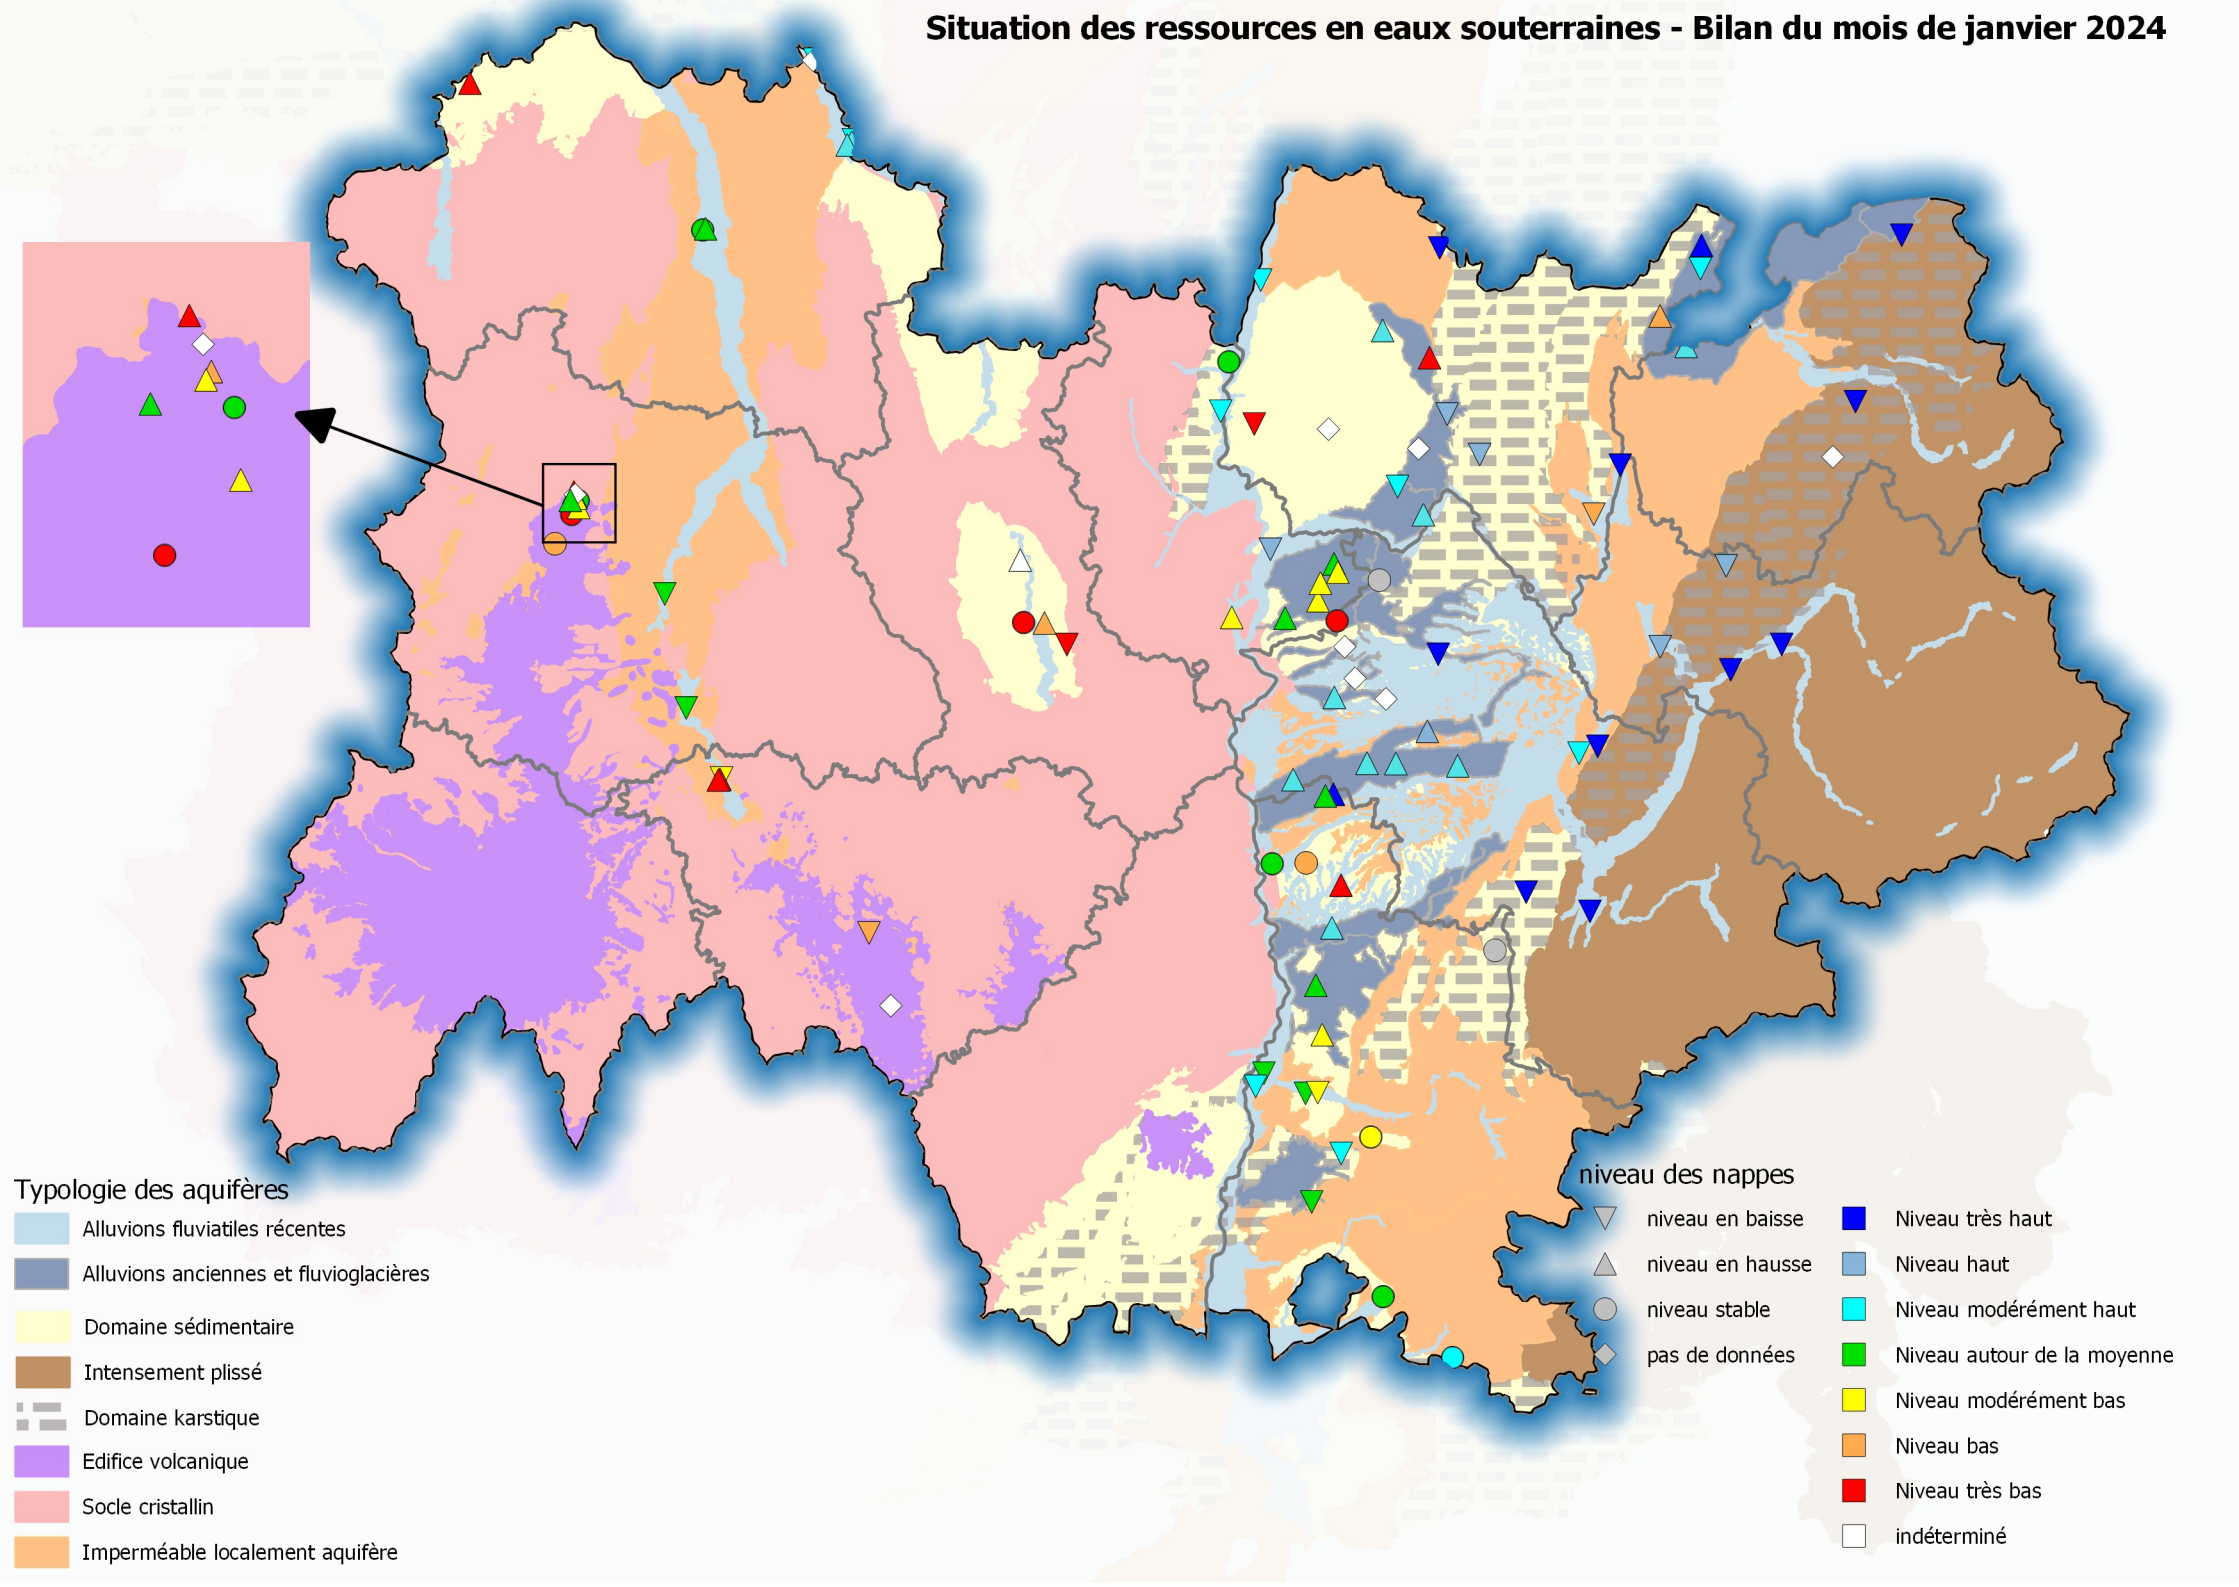 Situation des ressources en eaux souterraines - Bilan du mois de janvier 2024
Typologie des aquifères
Alluvions fluviatiles récentes
Alluvions anciennes et fluvioglacières
Domaine sédimentaire
Intensement plissé
Domaine karstique
Edifice volcanique
Socle cristallin
Imperméable localement aquifère
niveau des nappes
niveau en baisse
niveau en hausse
niveau stable
pas de données
Niveau très haut
Niveau haut
Niveau modérément haut
Niveau autour de la moyenne
Niveau modérément bas
Niveau bas
Niveau très bas
indéterminé